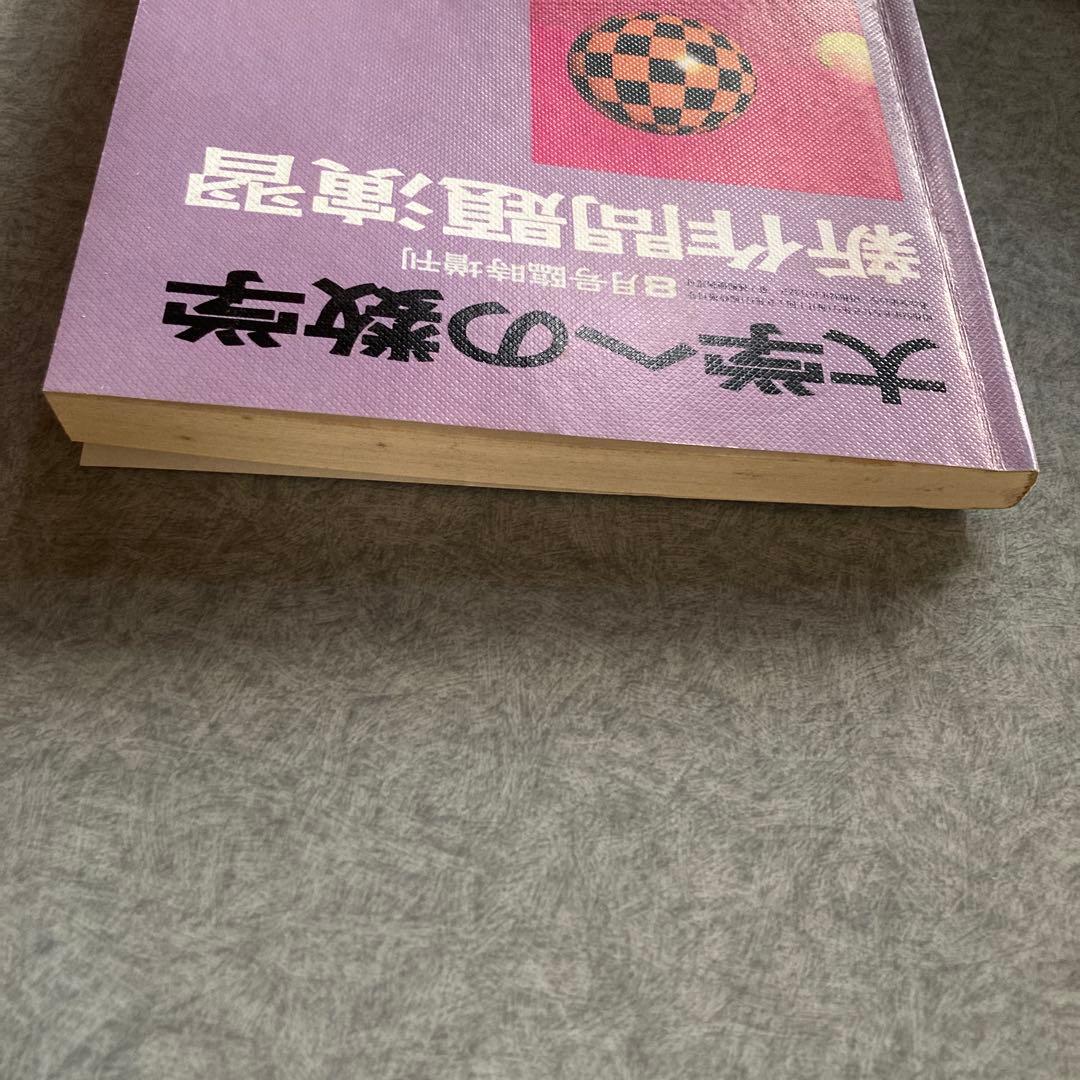 大学への数学
8月号臨時増刊
新作問題演習